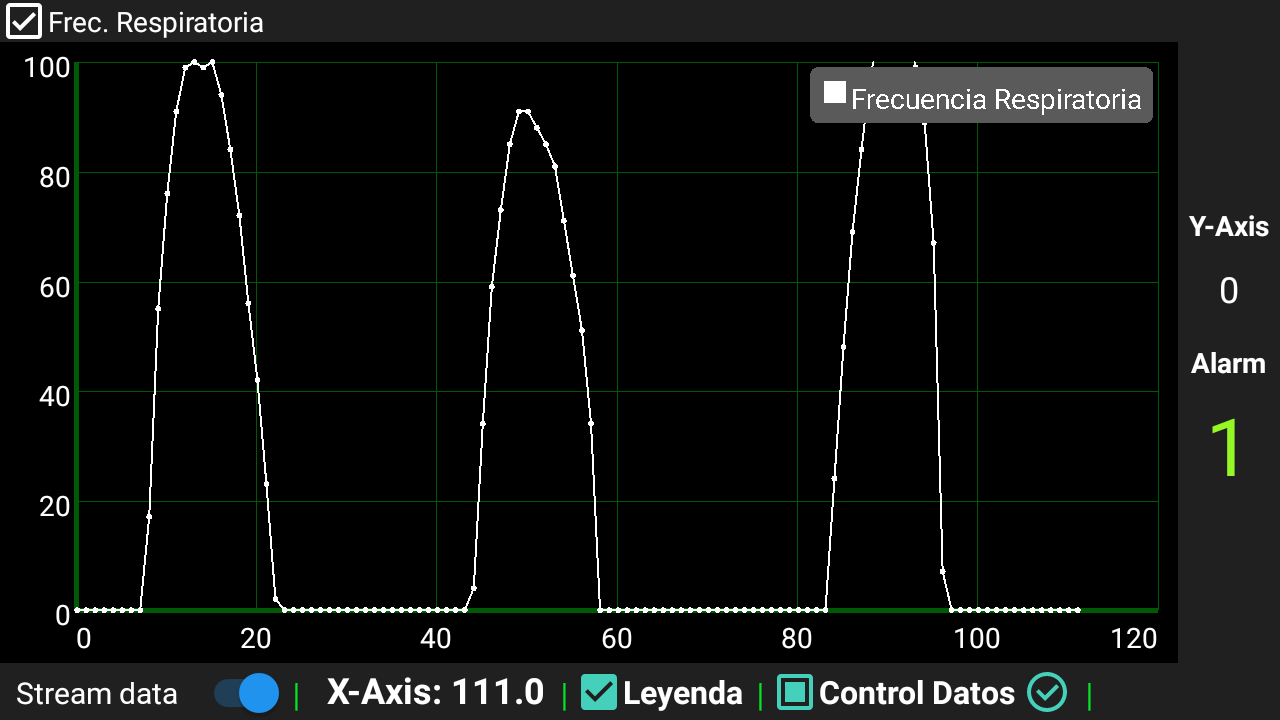 Frec. Respiratoria
100
80
60
40
20
0
0 20 40 60 80 100 120
Frecuencia Respiratoria
Y-Axis
0
Alarm
1
Stream data | X-Axis: 111.0 | Leyenda | Control Datos |